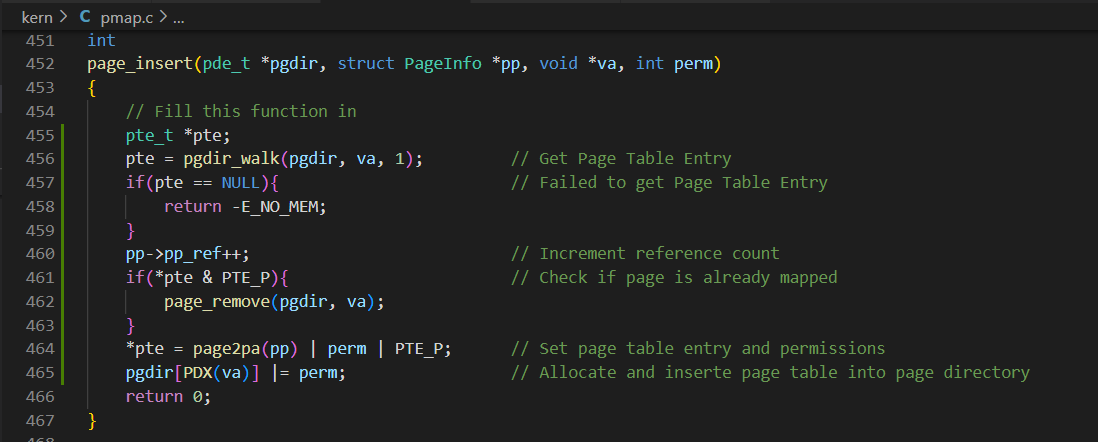 kern > C pmap.c > ...
451 int
452 page_insert(pde_t *pgdir, struct PageInfo *pp, void *va, int perm)
453 {
454 // Fill this function in
455 pte_t *pte;
456 pte = pgdir_walk(pgdir, va, 1); // Get Page Table Entry
457 if(pte == NULL){ // Failed to get Page Table Entry
458 return -E_NO_MEM;
459 }
460 pp->pp_ref++; // Increment reference count
461 if(*pte & PTE_P){ // Check if page is already mapped
462 page_remove(pgdir, va);
463 }
464 *pte = page2pa(pp) | perm | PTE_P; // Set page table entry and permissions
465 pgdir[PDX(va)] |= perm; // Allocate and inserte page table into page directory
466 return 0;
467 }